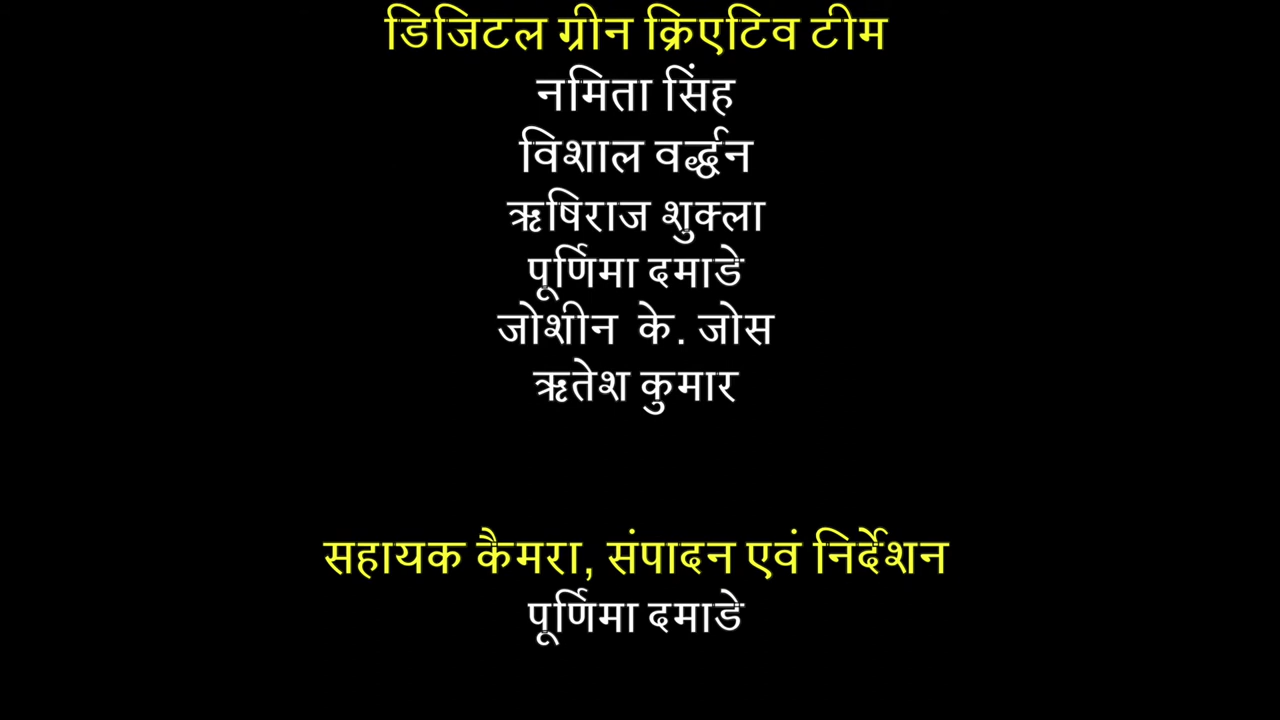 डिजिटल ग्रीन क्रिएटिव टीम
नमिता सिंह
विशाल वर्द्धन
ऋषिराज शुक्ला
पूर्णिमा दमाडे
जोशीन के. जोस
ऋतेश कुमार
सहायक कैमरा, संपादन एवं निर्देशन
पूर्णिमा दमाडे